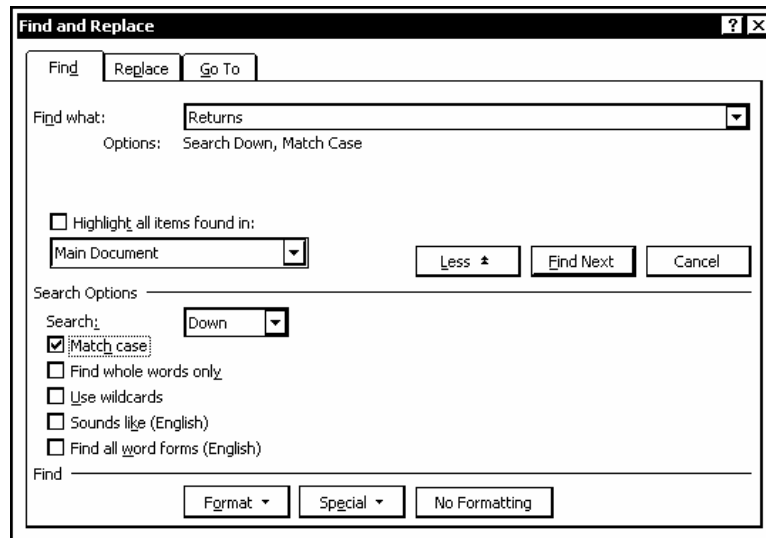 Find and Replace
Find Replace Go To
Find what: Returns
Options: Search Down, Match Case
Highlight all items found in:
Main Document Less Find Next Cancel
Search Options
Search: Down
Match case
Find whole words only
Use wildcards
Sounds like (English)
Find all word forms (English)
Find
Format Special No Formatting